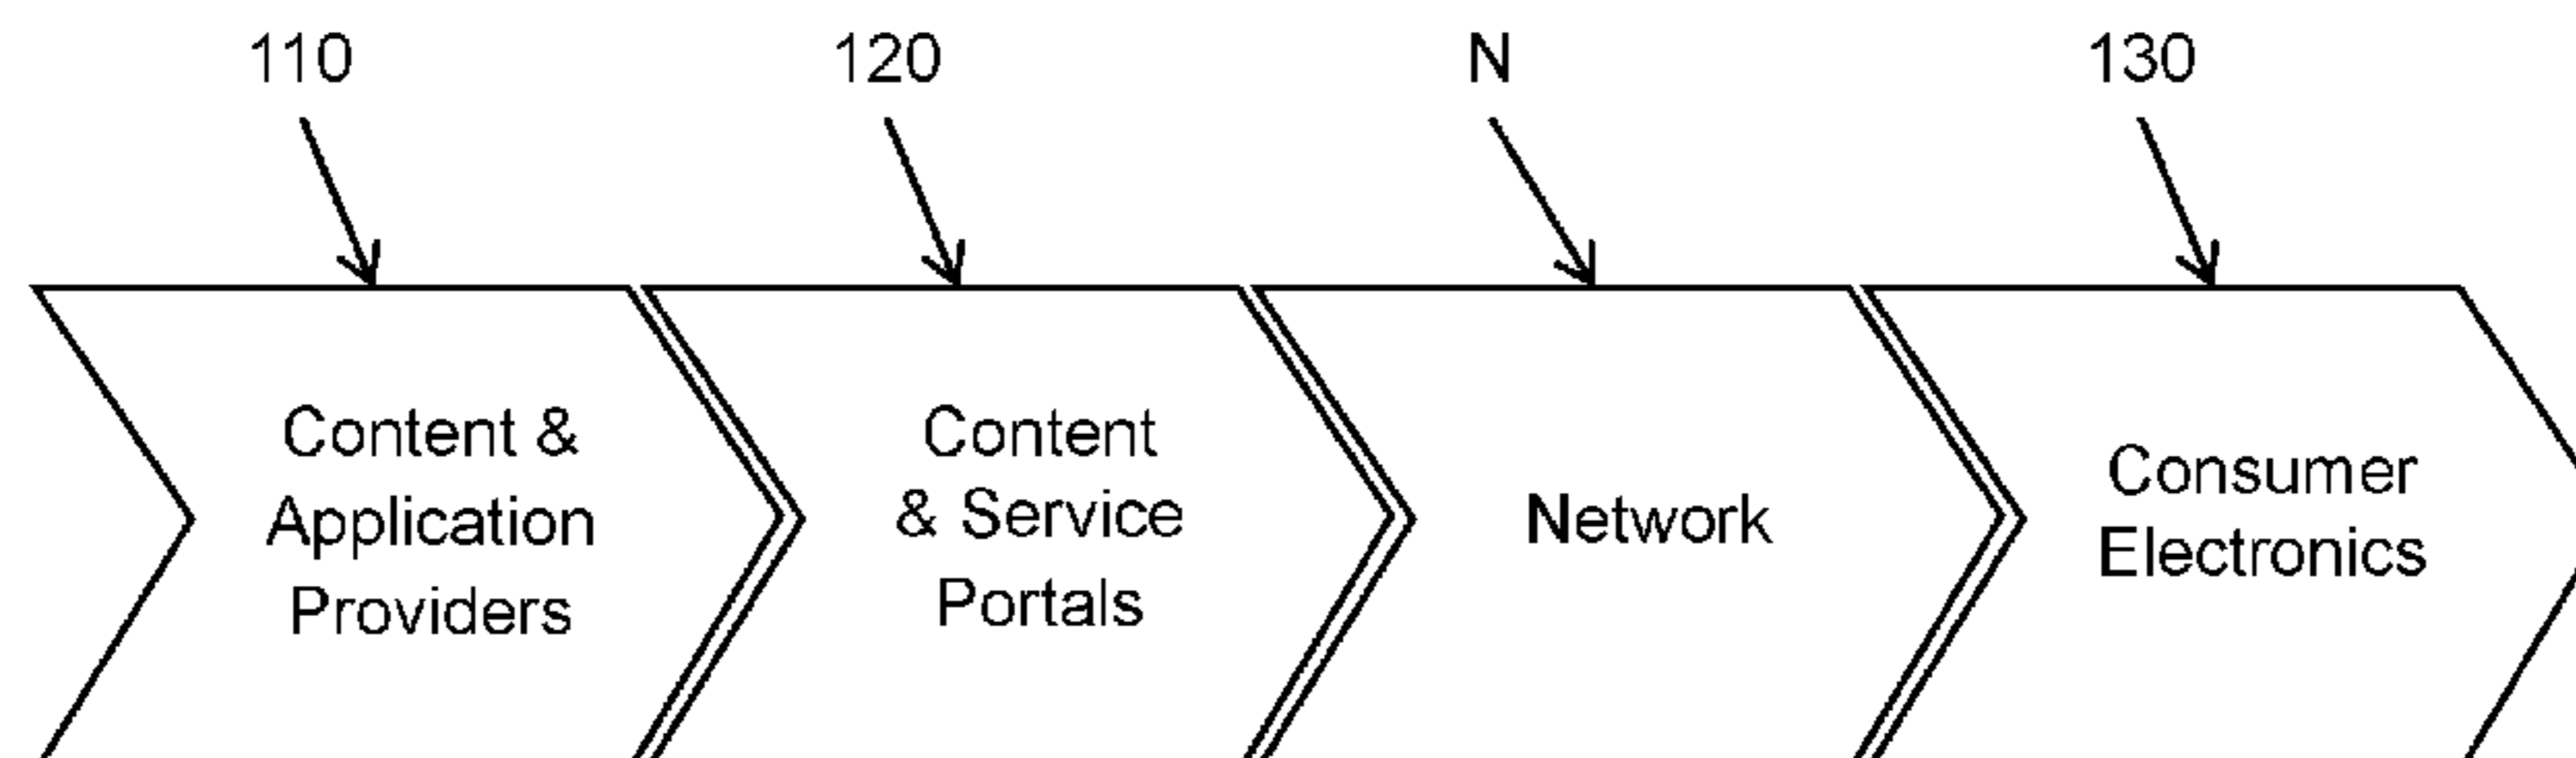 110
120
N
130
Content &
Application
Providers
Content
& Service
Portals
Network
Consumer
Electronics